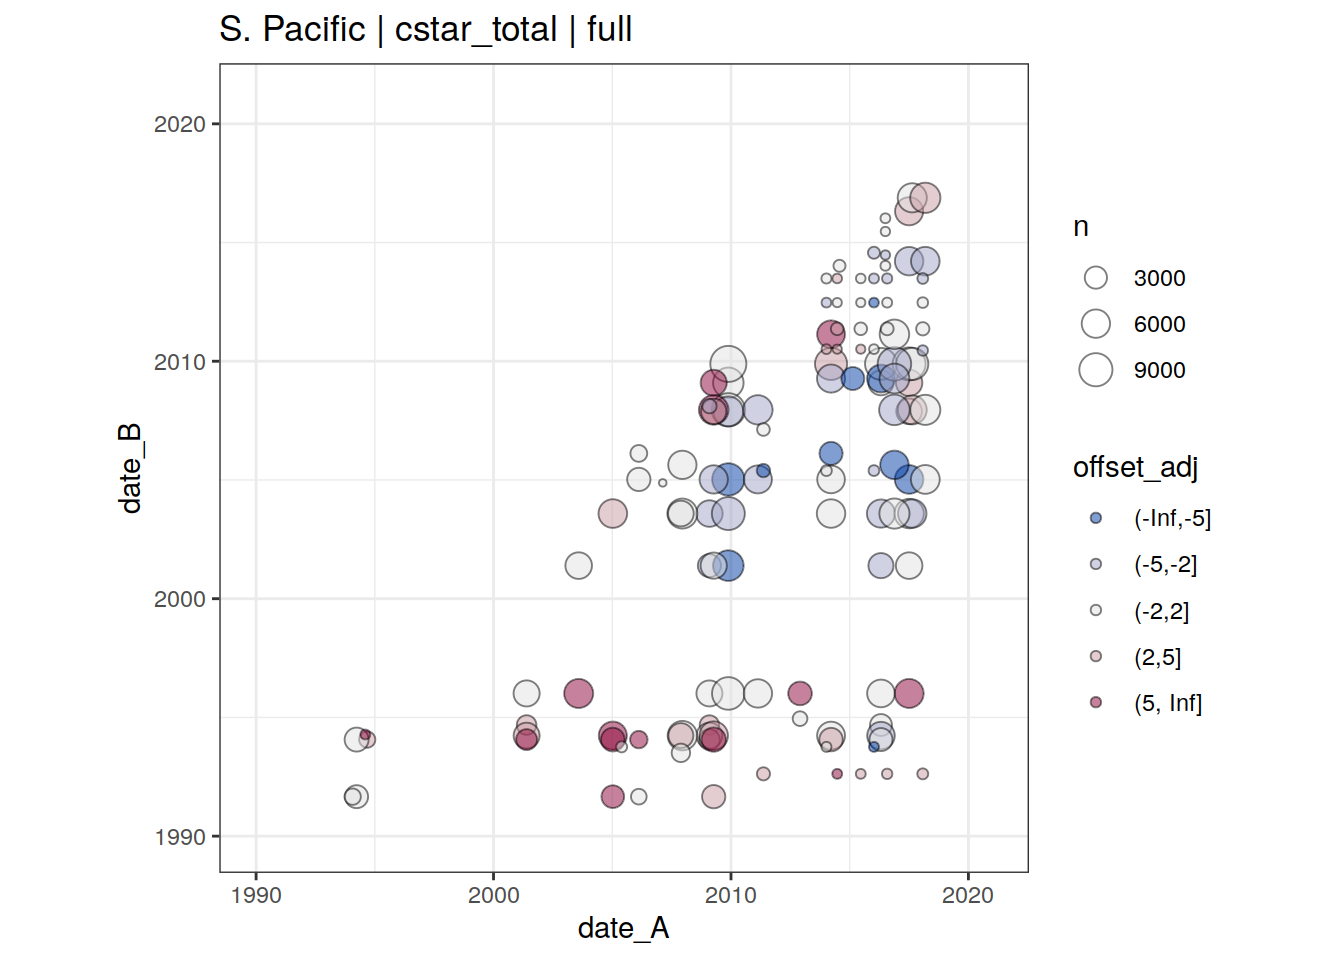 S. Pacific | cstar_total | full
date_B
2020
2010
2000
1990
1990 2000 2010 2020
date_A
n
3000
6000
9000
offset_adj
(-Inf,-5]
(-5,-2]
(-2,2]
(2,5]
(5, Inf]